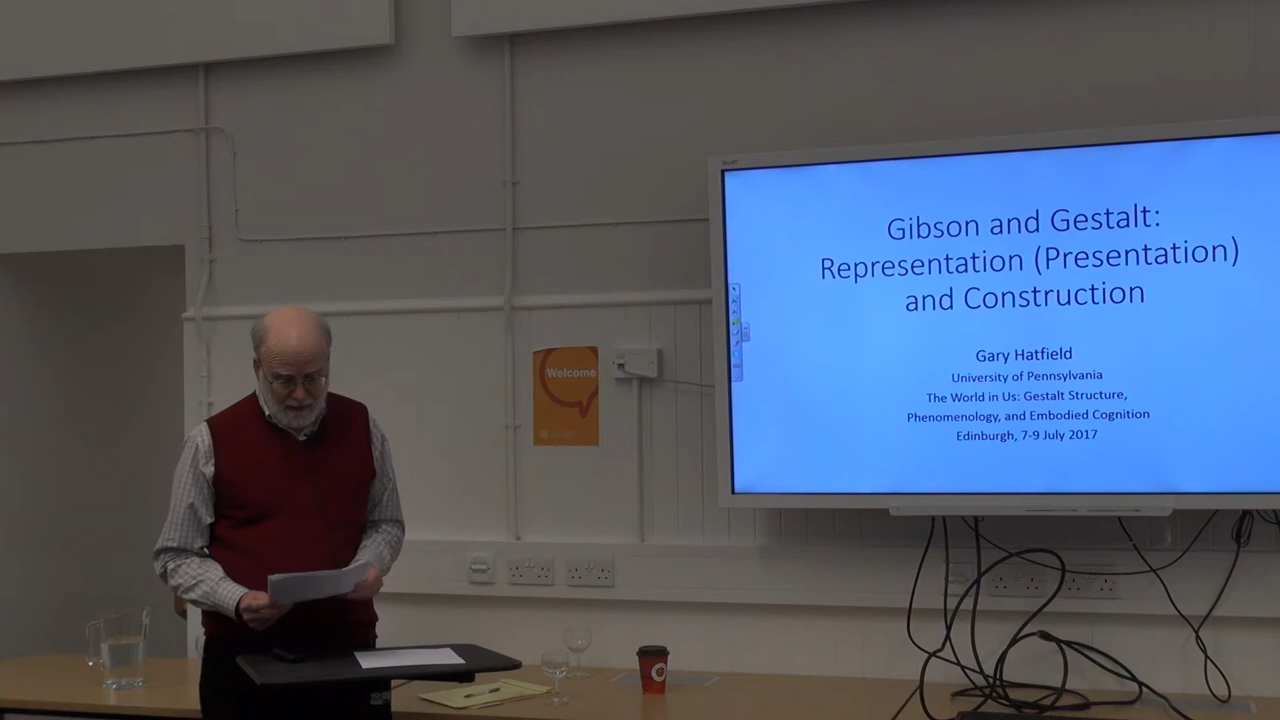 Welcome
Gibson and Gestalt:
Representation (Presentation)
and Construction
Gary Hatfield
University of Pennsylvania
The World in Us: Gestalt Structure,
Phenomenology, and Embodied Cognition
Edinburgh, 7-9 July 2017